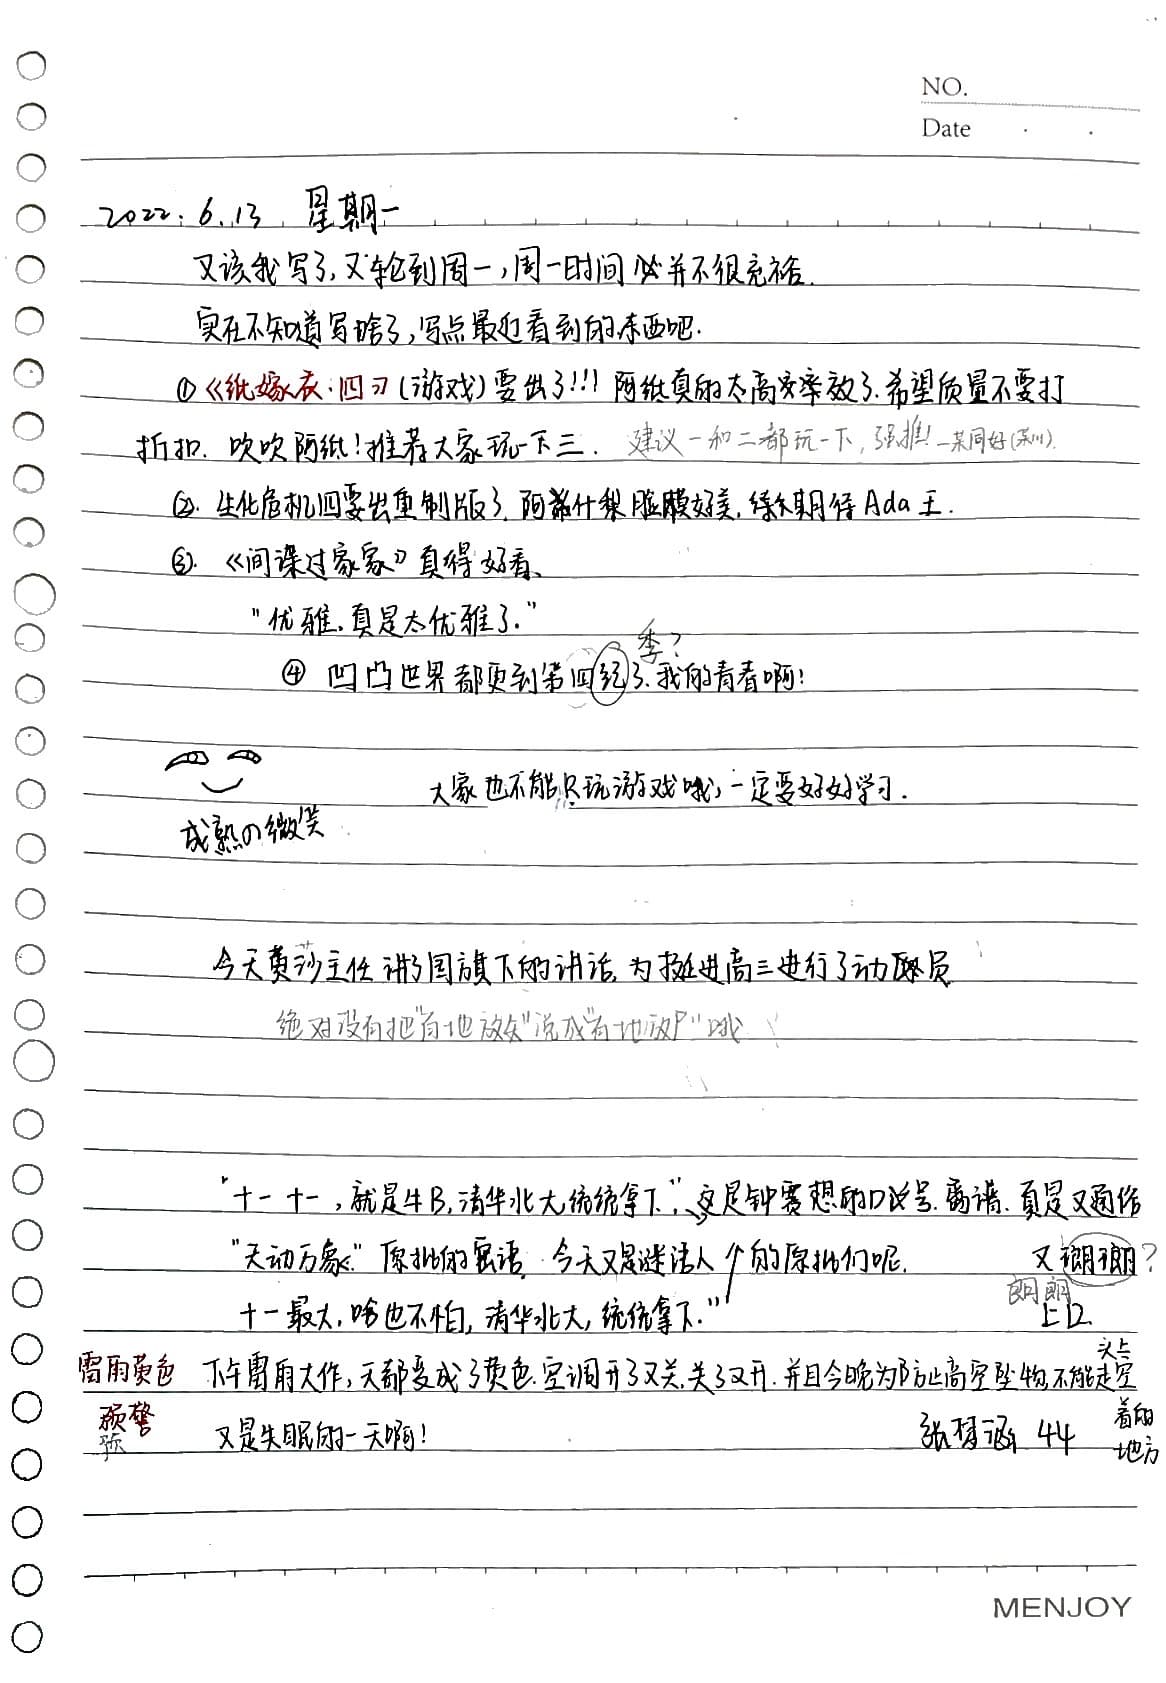 NO.
Date
2022.6.13 星期一
又该我写了,又轮到周一,周一时间并不很充裕.
实在不知道写啥了,写点最近看到的东西吧.
①《纸嫁衣·四》(游戏)要出了!!! 阿纸真的太高效率了.希望质量不要打
折扣. 吹吹阿纸!推荐大家玩一下三. 建议一和二都玩一下,强推!—某同好
②. 生化危机四要出重制版了,阿什利脸模好美,持续期待Ada王.
③.《间谍过家家》真得好看、
"优雅.真是太优雅了."
季?
④ 凹凸世界都更到第四纪了.我的青春啊!
大家也不能只玩游戏哦,一定要好好学习.
成熟の微笑
今天黄莎主任讲了国旗下的讲话,为挺进高三进行了动员
绝对没有把"有的放矢"说成"有地放尸"哦
"十一十一,就是牛B,清华北大,统统拿下."这是钟赛想的口号.离谱.真是又通俗
"天动万象." 原批的密语. 今天又是谜语人的原批们呢. 又朗朗?
朗朗
十一最大,啥也不怕,清华北大,统统拿下." 上口.
雷雨黄色 下午雷雨大作,天都变成了黄色.空调开了又关,关了又开.并且今晚为防止高空坠物,不能走空
预警
预
又是失眠的一天啊! 张梦涵 44
着的
地方
MENJOY